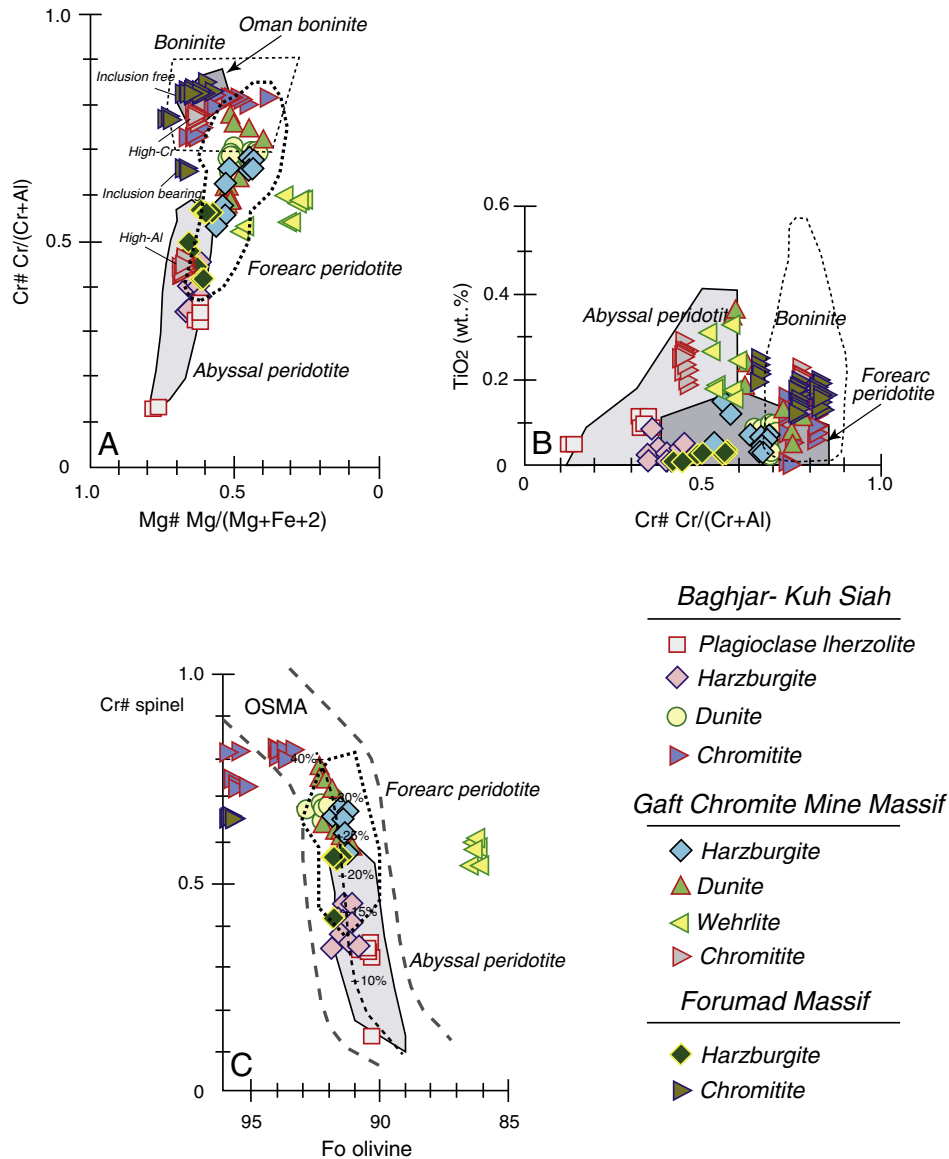 1.0
Oman boninite
Boninite
Inclusion free
High-Cr
Inclusion bearing
High-Al
Cr# Cr/(Cr+Al)
0.5
Forearc peridotite
Abyssal peridotite
A
0
1.0
0.5
0
Mg# Mg/(Mg+Fe+2)
0.6
0.4
0.2
0
TiO2 (wt..%)
Abyssal peridotite
Boninite
Forearc peridotite
B
0
0.5
1.0
Cr# Cr/(Cr+Al)
1.0
Cr# spinel
OSMA
40%
30%
25%
20%
15%
10%
Forearc peridotite
0.5
Abyssal peridotite
C
0
95
90
85
Fo olivine
Baghjar- Kuh Siah
Plagioclase lherzolite
Harzburgite
Dunite
Chromitite
Gaft Chromite Mine Massif
Harzburgite
Dunite
Wehrlite
Chromitite
Forumad Massif
Harzburgite
Chromitite